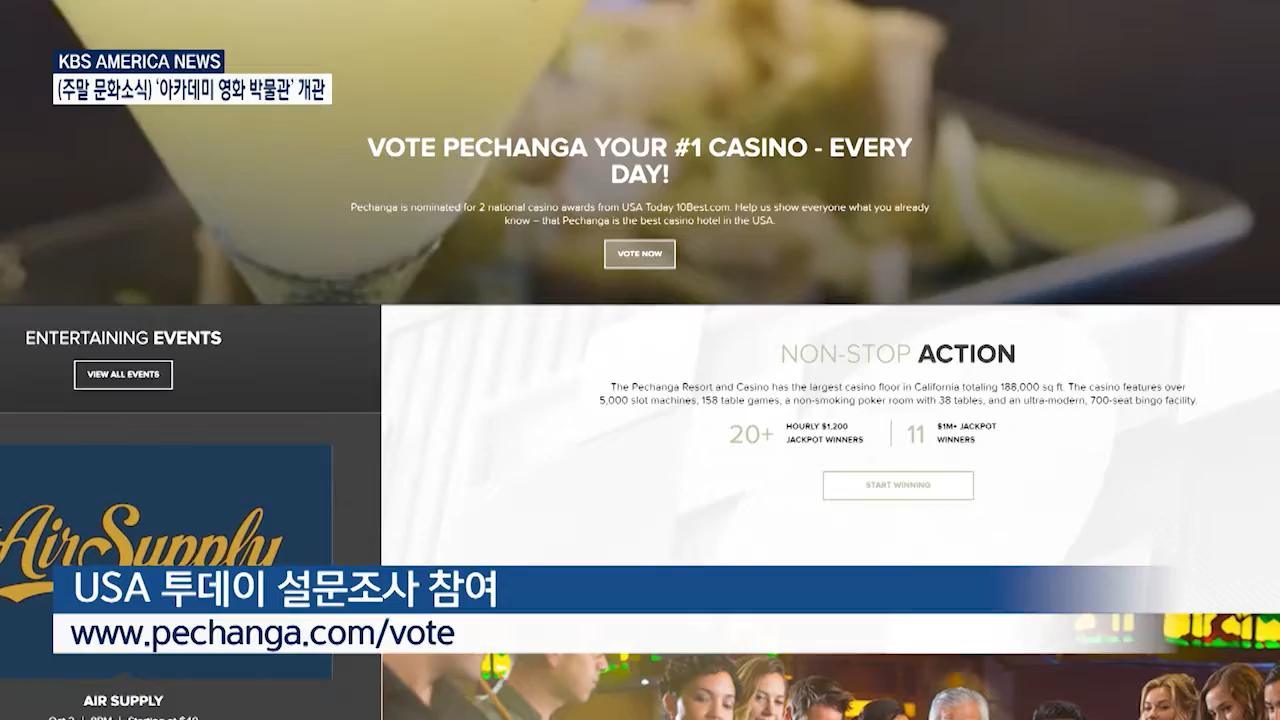 KBS AMERICA NEWS
(주말 문화소식) ‘아카데미 영화 박물관’ 개관
VOTE PECHANGA YOUR #1 CASINO - EVERY
DAY!
Pechanga is nominated for 2 national casino awards from USA Today 10Best.com. Help us show everyone what you already
know – that Pechanga is the best casino hotel in the USA.
VOTE NOW
ENTERTAINING EVENTS
VIEW ALL EVENTS
NON-STOP ACTION
The Pechanga Resort and Casino has the largest casino floor in California totaling 188,000 sq ft. The casino features over
5,000 slot machines, 158 table games, a non-smoking poker room with 38 tables, and an ultra-modern, 700-seat bingo facility.
20+ HOURLY $1,200
JACKPOT WINNERS
11 $1M+ JACKPOT
WINNERS
START WINNING
Air Supply
USA 투데이 설문조사 참여
www.pechanga.com/vote
AIR SUPPLY
Oct 2 | 8PM | Starting at $49